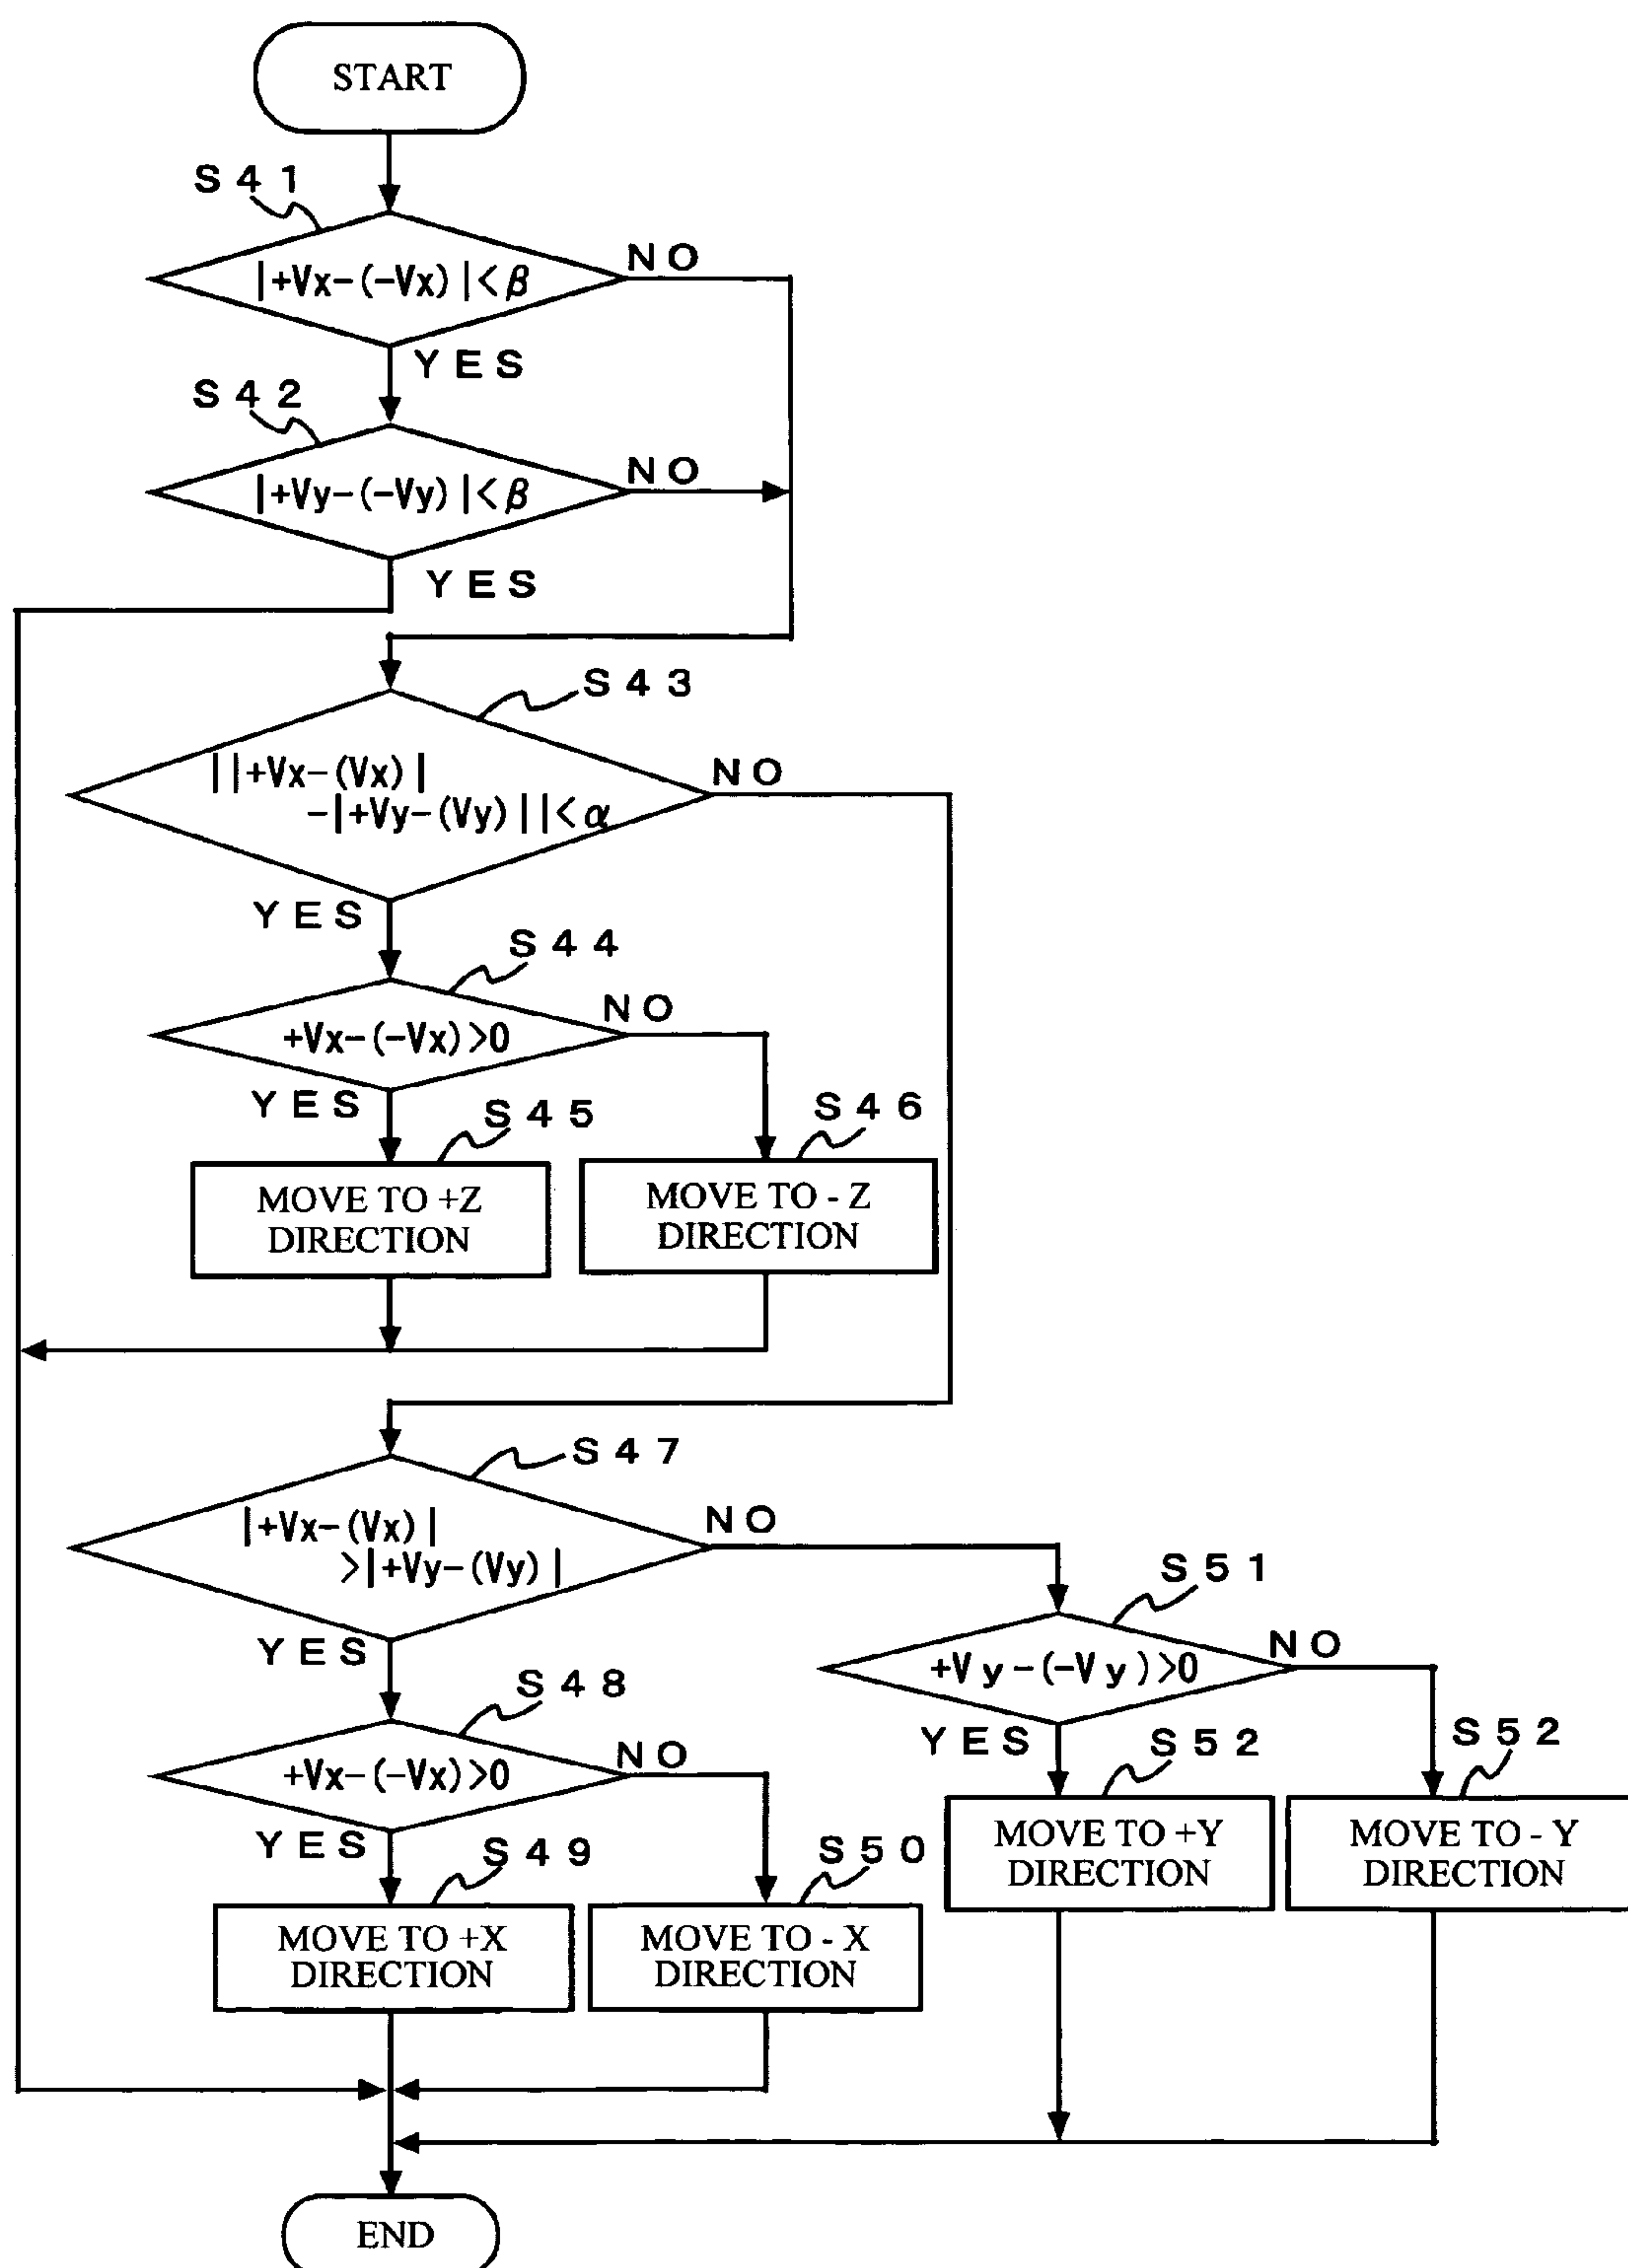 START
S41
|+Vx-(-Vx)|<β
NO
YES
S42
|+Vy-(-Vy)|<β
NO
YES
S43
||+Vx-(Vx)|
-|+Vy-(Vy)||<α
NO
YES
S44
+Vx-(-Vx)>0
NO
YES
S45
S46
MOVE TO +Z
DIRECTION
MOVE TO - Z
DIRECTION
S47
|+Vx-(Vx)|
>|+Vy-(Vy)|
NO
YES
S51
+Vy-(-Vy)>0
NO
YES
S48
+Vx-(-Vx)>0
NO
YES
S52
S52
MOVE TO +Y
DIRECTION
MOVE TO - Y
DIRECTION
S49
S50
MOVE TO +X
DIRECTION
MOVE TO - X
DIRECTION
END